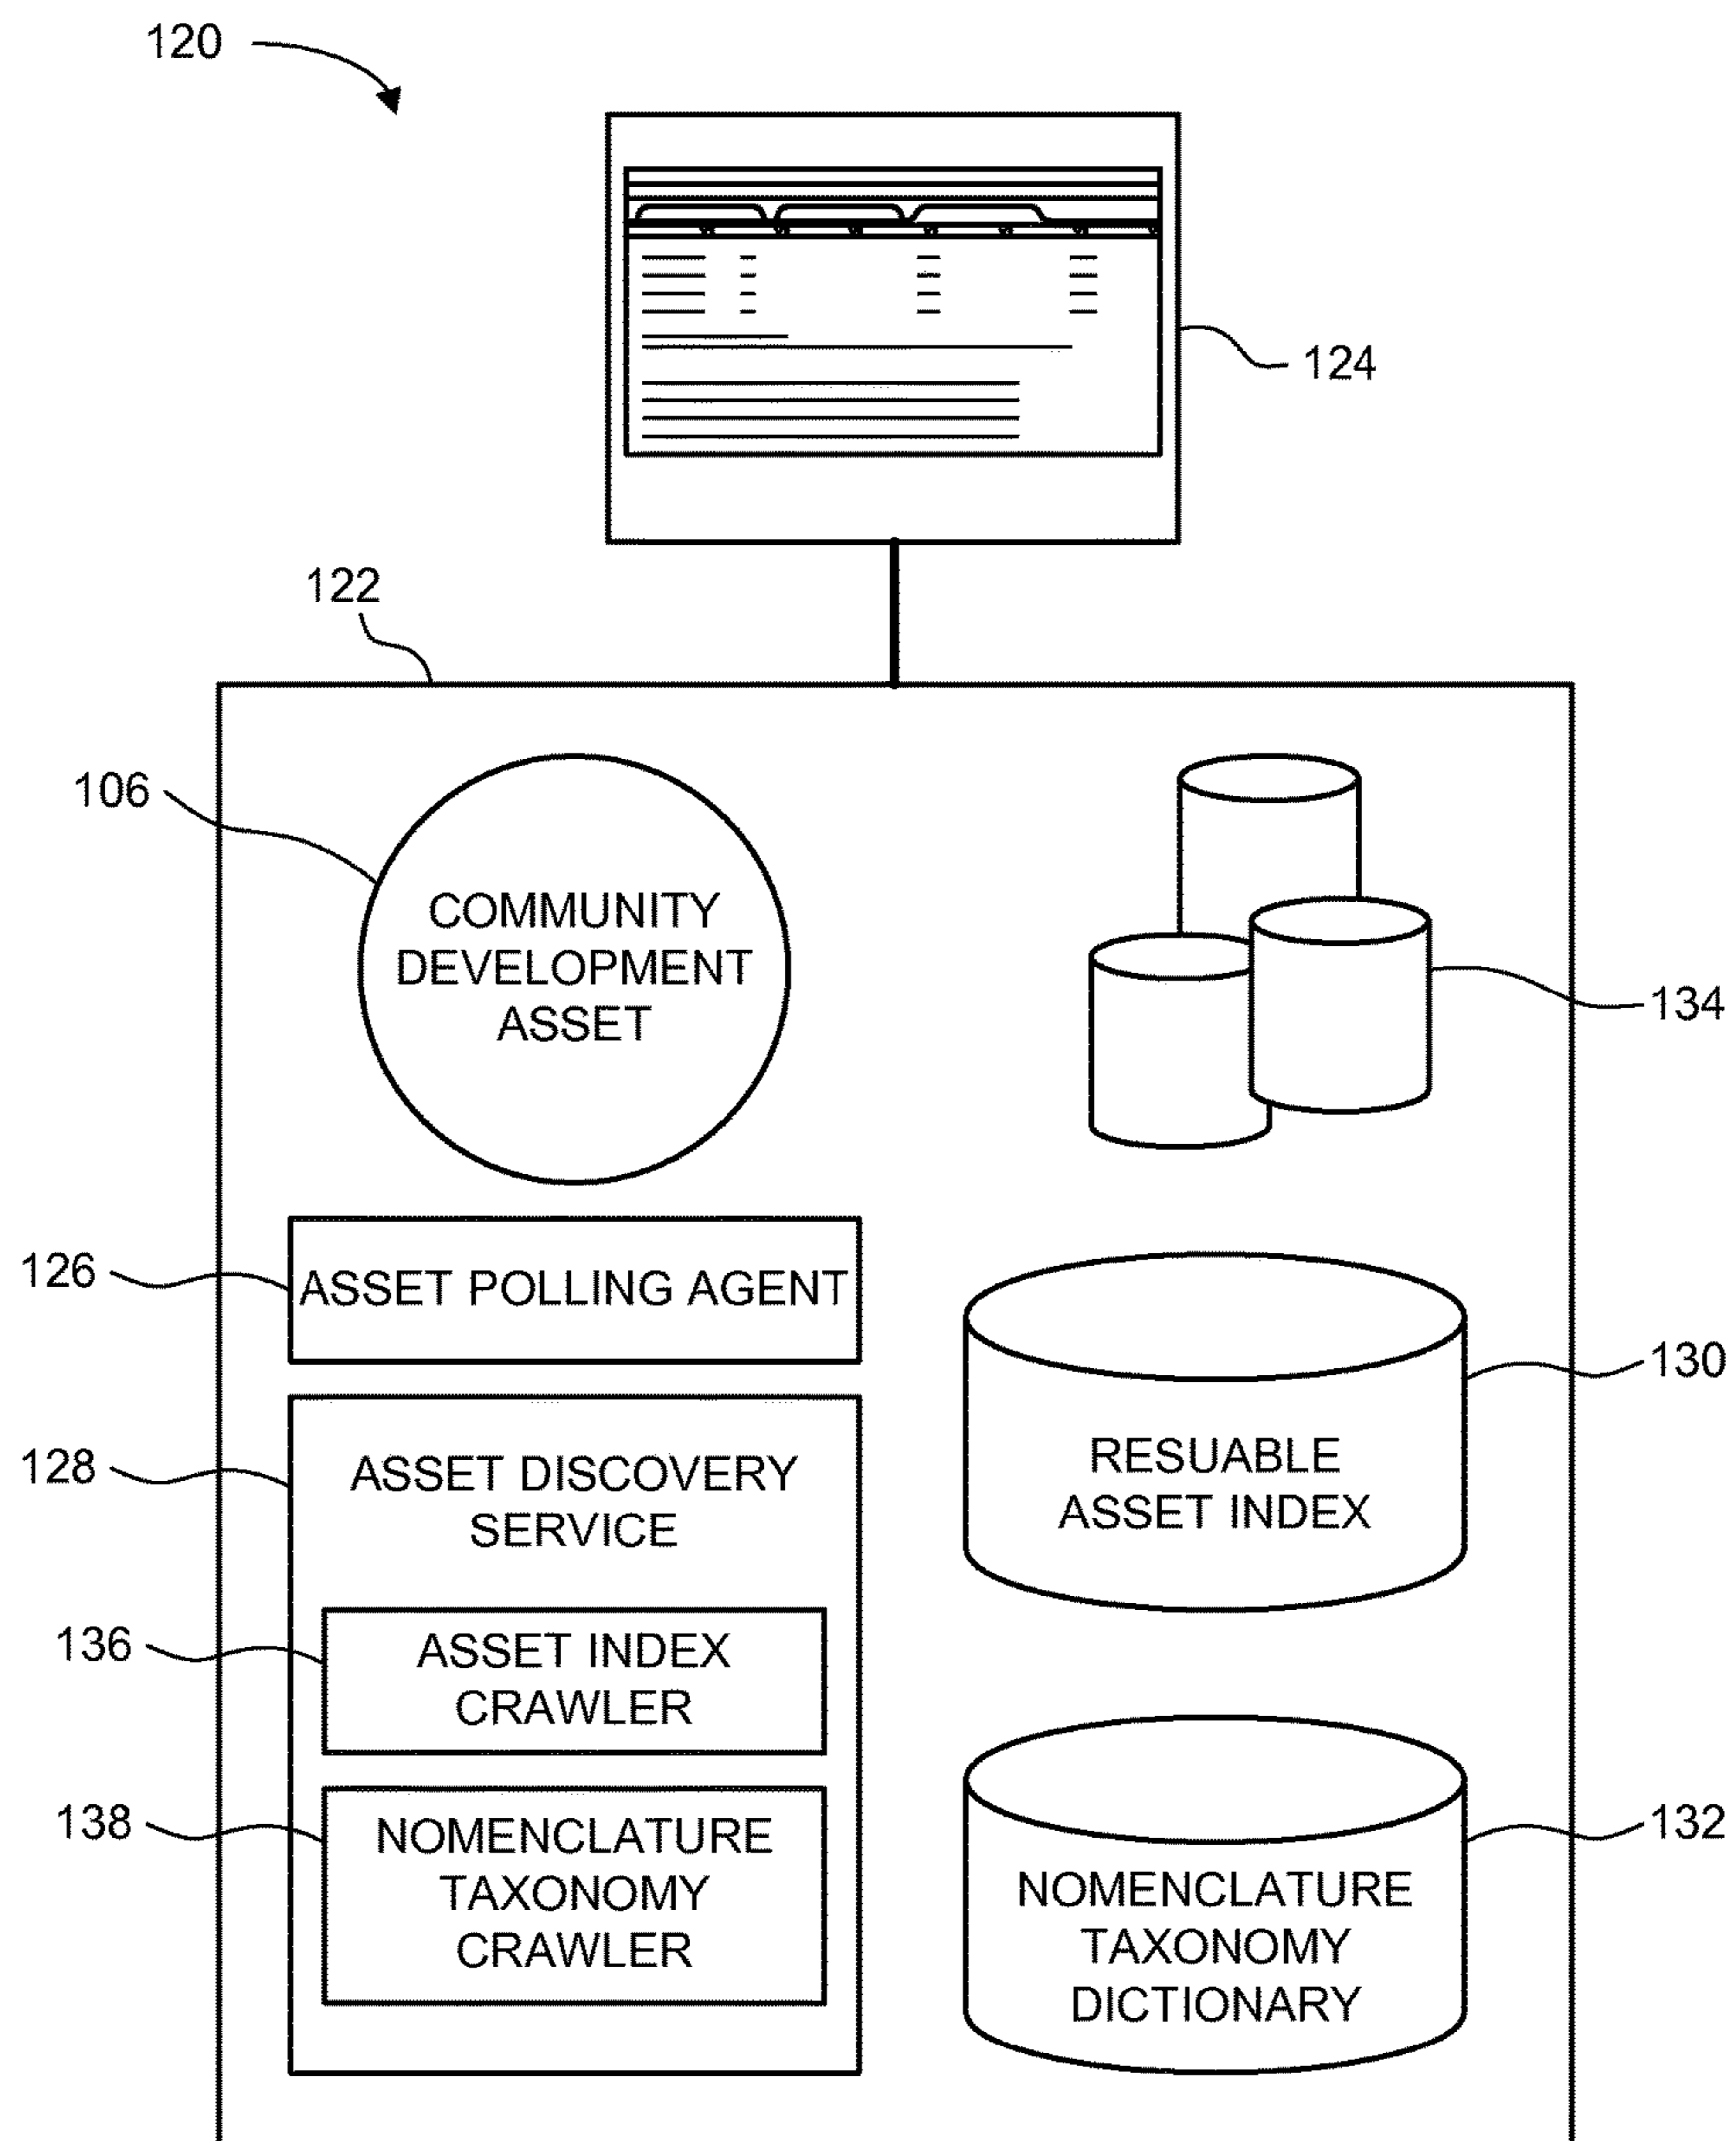 120
124
122
106
COMMUNITY
DEVELOPMENT
ASSET
134
126
ASSET POLLING AGENT
130
RESUABLE
ASSET INDEX
128
ASSET DISCOVERY
SERVICE
136
ASSET INDEX
CRAWLER
138
NOMENCLATURE
TAXONOMY
CRAWLER
132
NOMENCLATURE
TAXONOMY
DICTIONARY